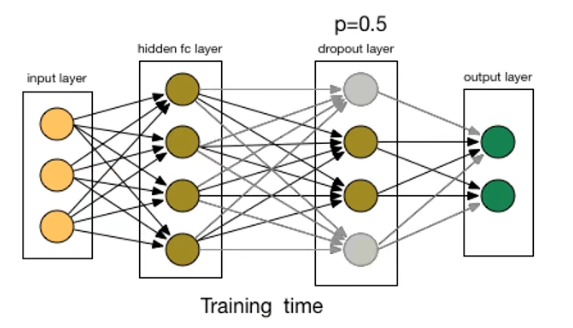 p=0.5
hidden fc layer
dropout layer
input layer
output layer
Training time